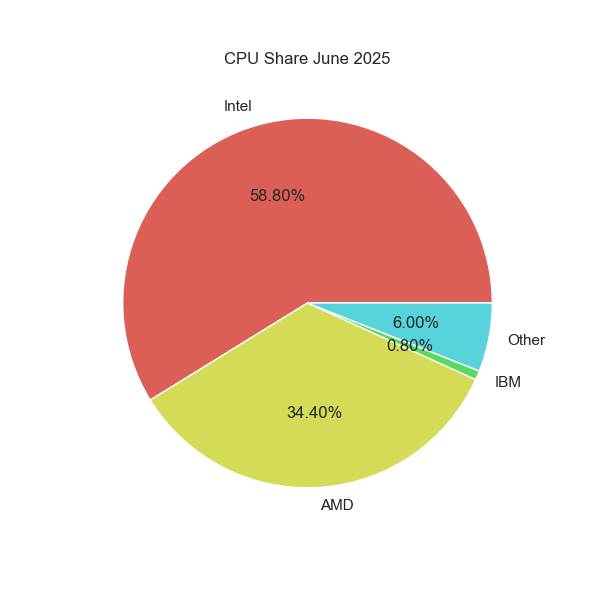 CPU Share June 2025
Intel
58.80%
6.00%
Other
0.80%
IBM
34.40%
AMD